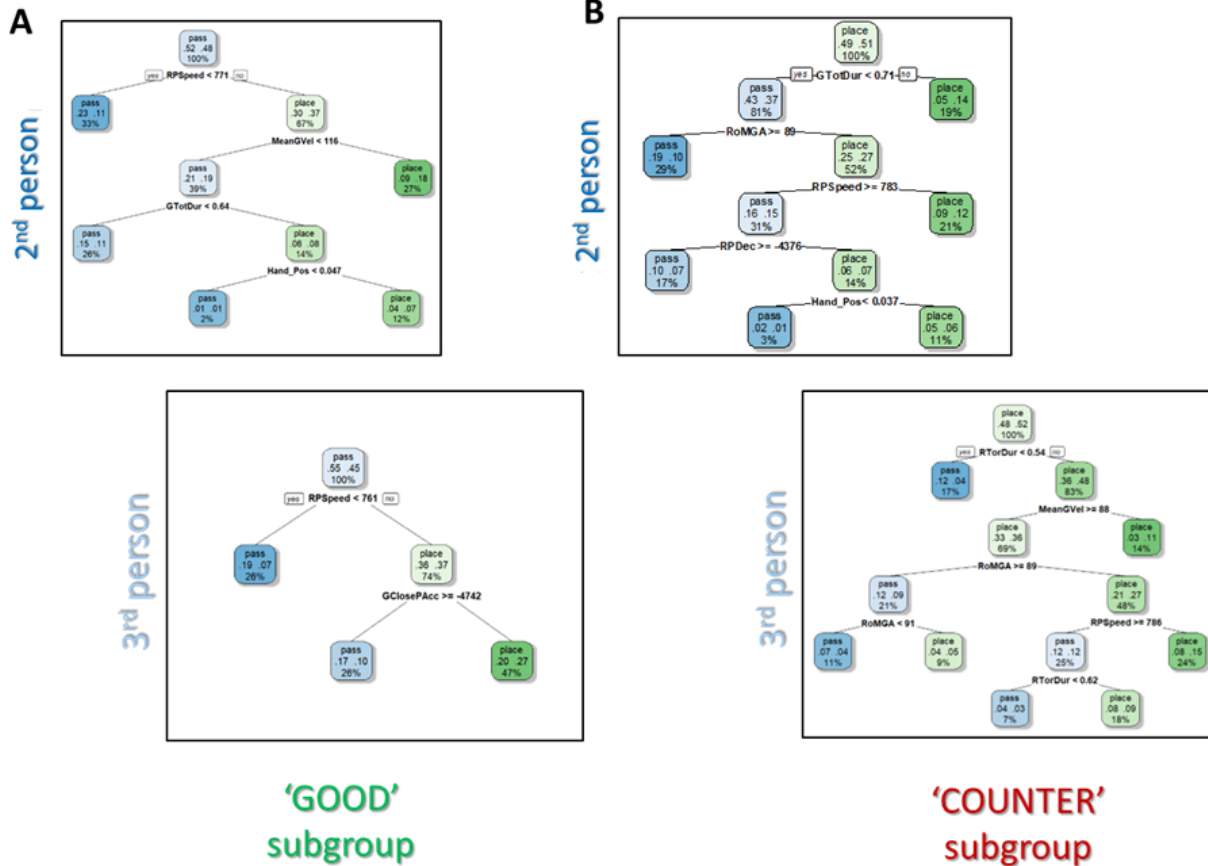 A
2nd person
pass
.52 .48
100%
yes RPSpeed < 771 no
pass
.23 .11
33%
place
.30 .37
67%
MeanGVel < 116
pass
.21 .19
39%
place
.09 .18
27%
GTotDur < 0.64
pass
.15 .11
26%
place
.06 .08
14%
Hand_Pos < 0.047
pass
.01 .01
2%
place
.04 .07
12%
B
place
.49 .51
100%
yes GTotDur < 0.71 no
pass
.43 .37
81%
place
.05 .14
19%
RoMGA >= 89
pass
.19 .10
29%
place
.25 .27
52%
RPSpeed >= 783
pass
.16 .15
31%
place
.09 .12
21%
RPDec >= -4376
pass
.10 .07
17%
place
.06 .07
14%
Hand_Pos< 0.037
pass
.02 .01
3%
place
.05 .06
11%
2nd person
3rd person
pass
.55 .45
100%
yes RPSpeed < 761 no
pass
.19 .07
26%
place
.36 .37
74%
GClosePAcc >= -4742
pass
.17 .10
26%
place
.20 .27
47%
3rd person
place
.48 .52
100%
yes RTorDur < 0.54 no
pass
.12 .04
17%
place
.36 .48
83%
MeanGVel >= 88
place
.33 .36
69%
place
.03 .11
14%
RoMGA >= 89
pass
.12 .09
21%
place
.21 .27
48%
RoMGA < 91
RPSpeed >= 786
pass
.07 .04
11%
place
.04 .05
9%
pass
.12 .12
25%
place
.08 .15
24%
RTorDur < 0.62
pass
.04 .03
7%
place
.08 .09
18%
'GOOD'
subgroup
'COUNTER'
subgroup